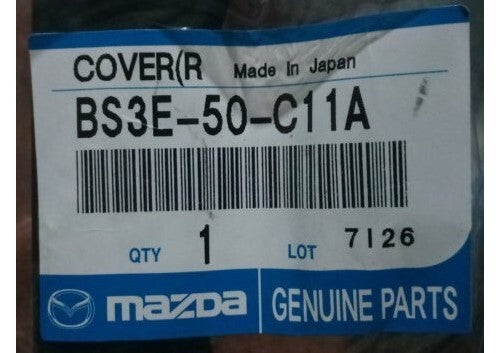 COVER(R Made In Japan
BS3E-50-C11A
QTY 1 LOT 7126
mazda GENUINE PARTS